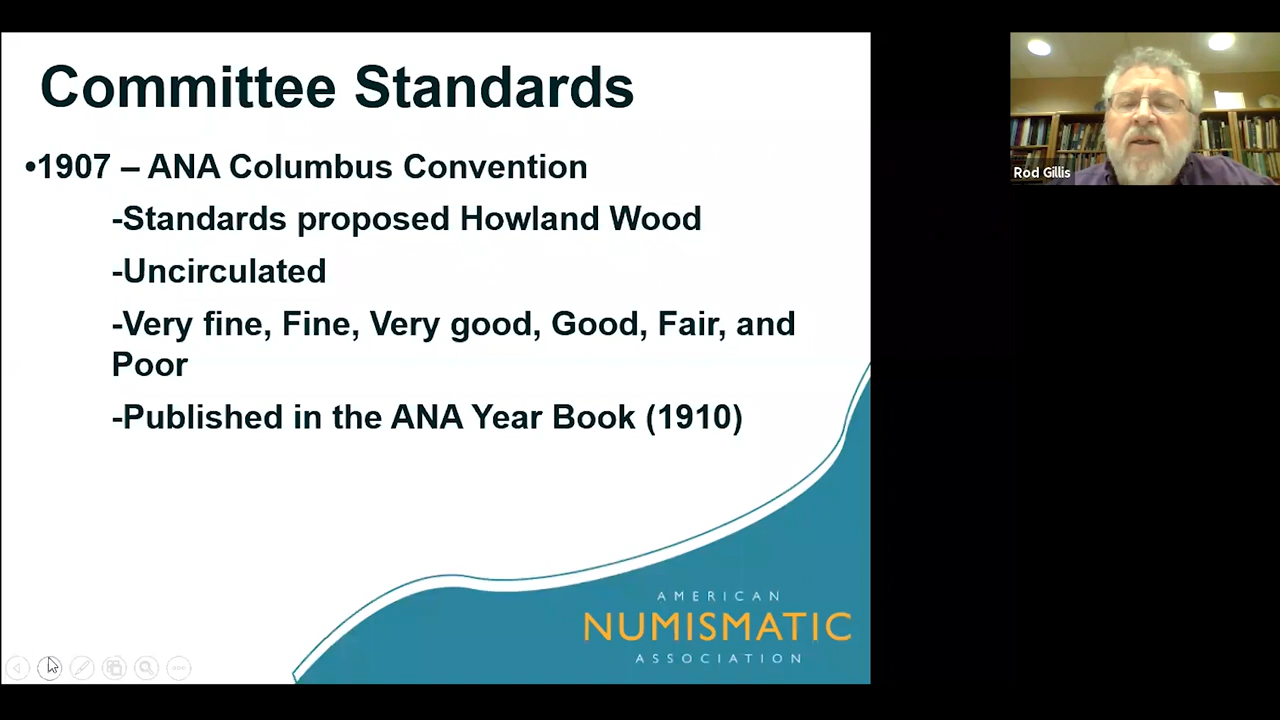 Committee Standards
•1907 – ANA Columbus Convention
-Standards proposed Howland Wood
-Uncirculated
-Very fine, Fine, Very good, Good, Fair, and
Poor
-Published in the ANA Year Book (1910)
AMERICAN
NUMISMATIC
ASSOCIATION
Rod Gillis